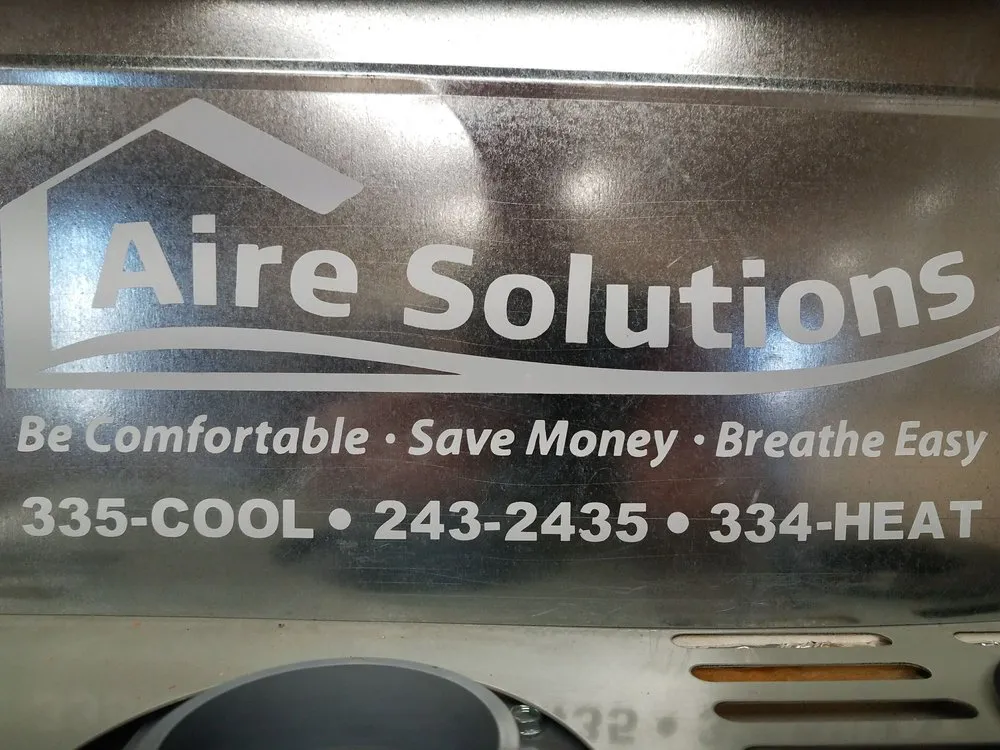 Aire Solutions
Be Comfortable · Save Money · Breathe Easy
335-COOL • 243-2435 • 334-HEAT